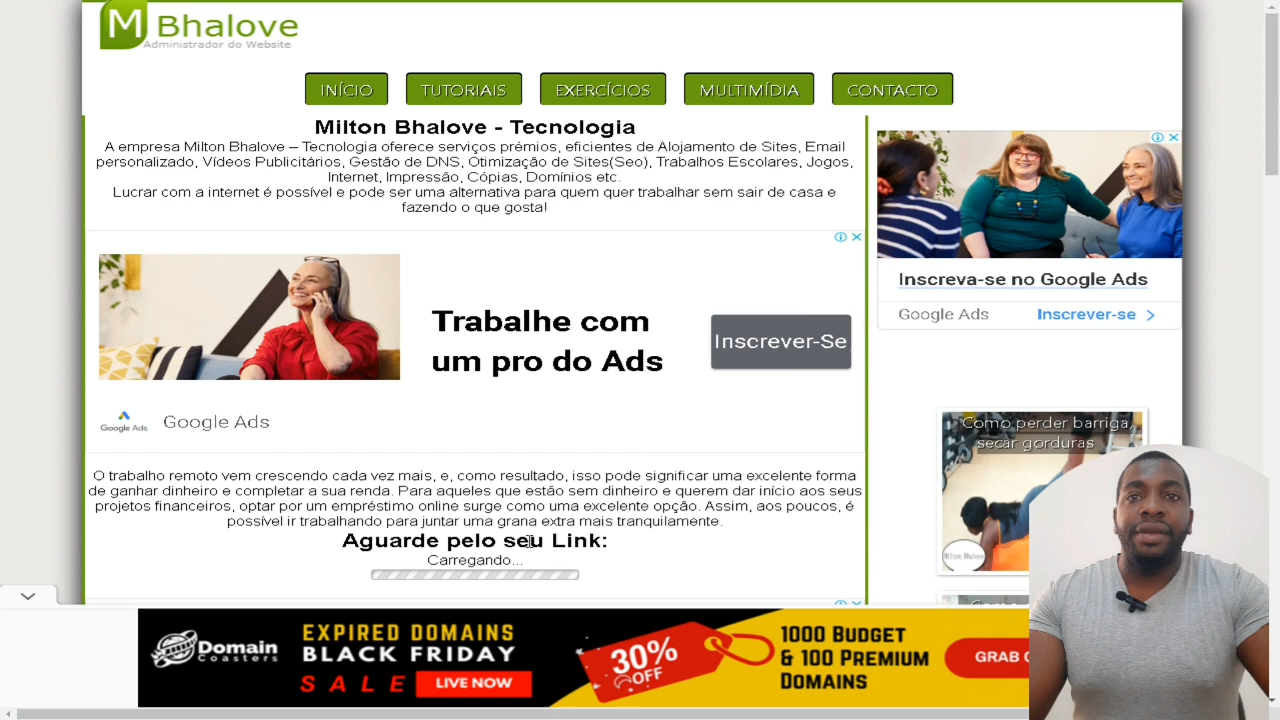 M Bhalove
Administrador do Website
INÍCIO
TUTORIAIS
EXERCÍCIOS
MULTIMÍDIA
CONTACTO
Milton Bhalove - Tecnologia
A empresa Milton Bhalove – Tecnologia oferece serviços prémios, eficientes de Alojamento de Sites, Email
personalizado, Vídeos Publicitários, Gestão de DNS, Otimização de Sites(Seo), Trabalhos Escolares, Jogos,
Internet, Impressão, Cópias, Domínios etc.
Lucrar com a internet é possível e pode ser uma alternativa para quem quer trabalhar sem sair de casa e
fazendo o que gosta!
Trabalhe com
um pro do Ads
Inscrever-Se
Google Ads
Google Ads
O trabalho remoto vem crescendo cada vez mais, e, como resultado, isso pode significar uma excelente forma
de ganhar dinheiro e completar a sua renda. Para aqueles que estão sem dinheiro e querem dar início aos seus
projetos financeiros, optar por um empréstimo online surge como uma excelente opção. Assim, aos poucos, é
possível ir trabalhando para juntar uma grana extra mais tranquilamente.
Aguarde pelo seu Link:
Carregando...
Inscreva-se no Google Ads
Google Ads
Inscrever-se
Como perder barriga,
secar gorduras
Milton Bhalove
Domain
Coasters
EXPIRED DOMAINS
BLACK FRIDAY
SALE
LIVE NOW
30%
OFF
1000 BUDGET
& 100 PREMIUM
DOMAINS
GRAB